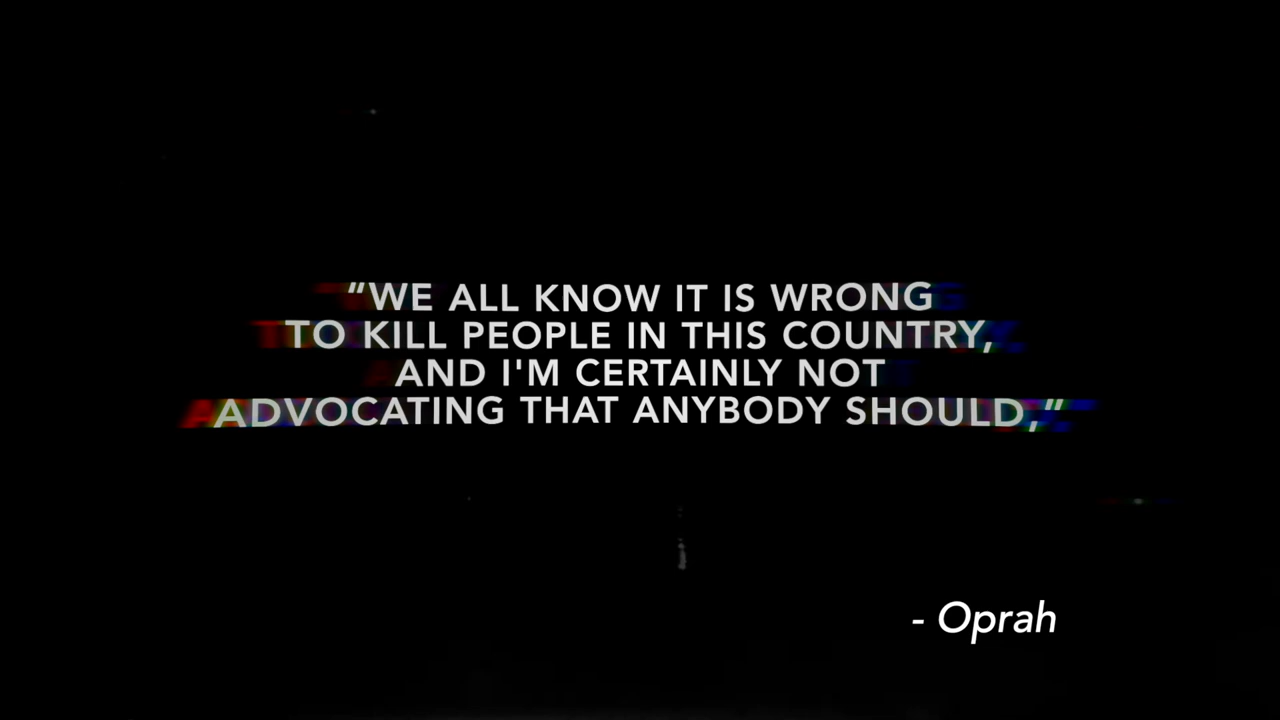 “WE ALL KNOW IT IS WRONG
TO KILL PEOPLE IN THIS COUNTRY,
AND I'M CERTAINLY NOT
ADVOCATING THAT ANYBODY SHOULD,”
- Oprah